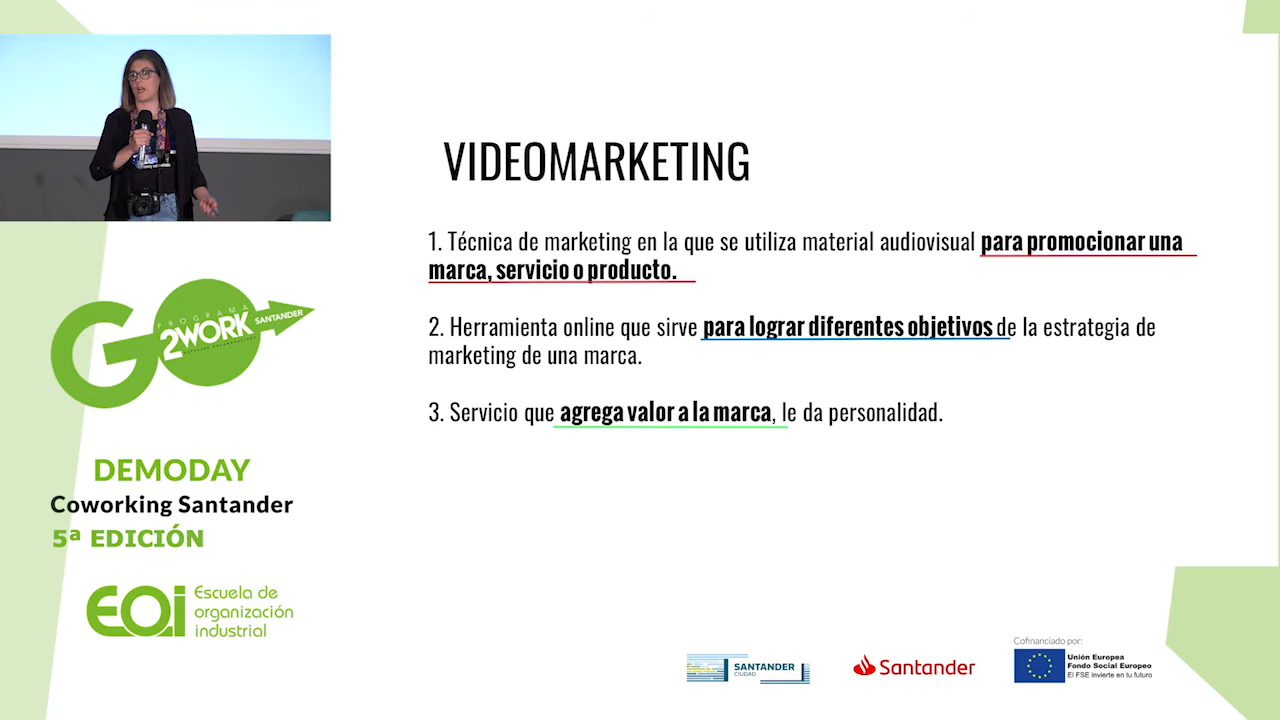 VIDEOMARKETING
1. Técnica de marketing en la que se utiliza material audiovisual para promocionar una
marca, servicio o producto.
2. Herramienta online que sirve para lograr diferentes objetivos de la estrategia de
marketing de una marca.
3. Servicio que agrega valor a la marca, le da personalidad.
PROGRAMA
GO
2WORK
SANTANDER
ESPACIOS COLABORATIVOS
DEMODAY
Coworking Santander
5ª EDICIÓN
EOi
Escuela de
organización
industrial
SANTANDER
CIUDAD
Santander
Cofinanciado por:
Unión Europea
Fondo Social Europeo
El FSE invierte en tu futuro